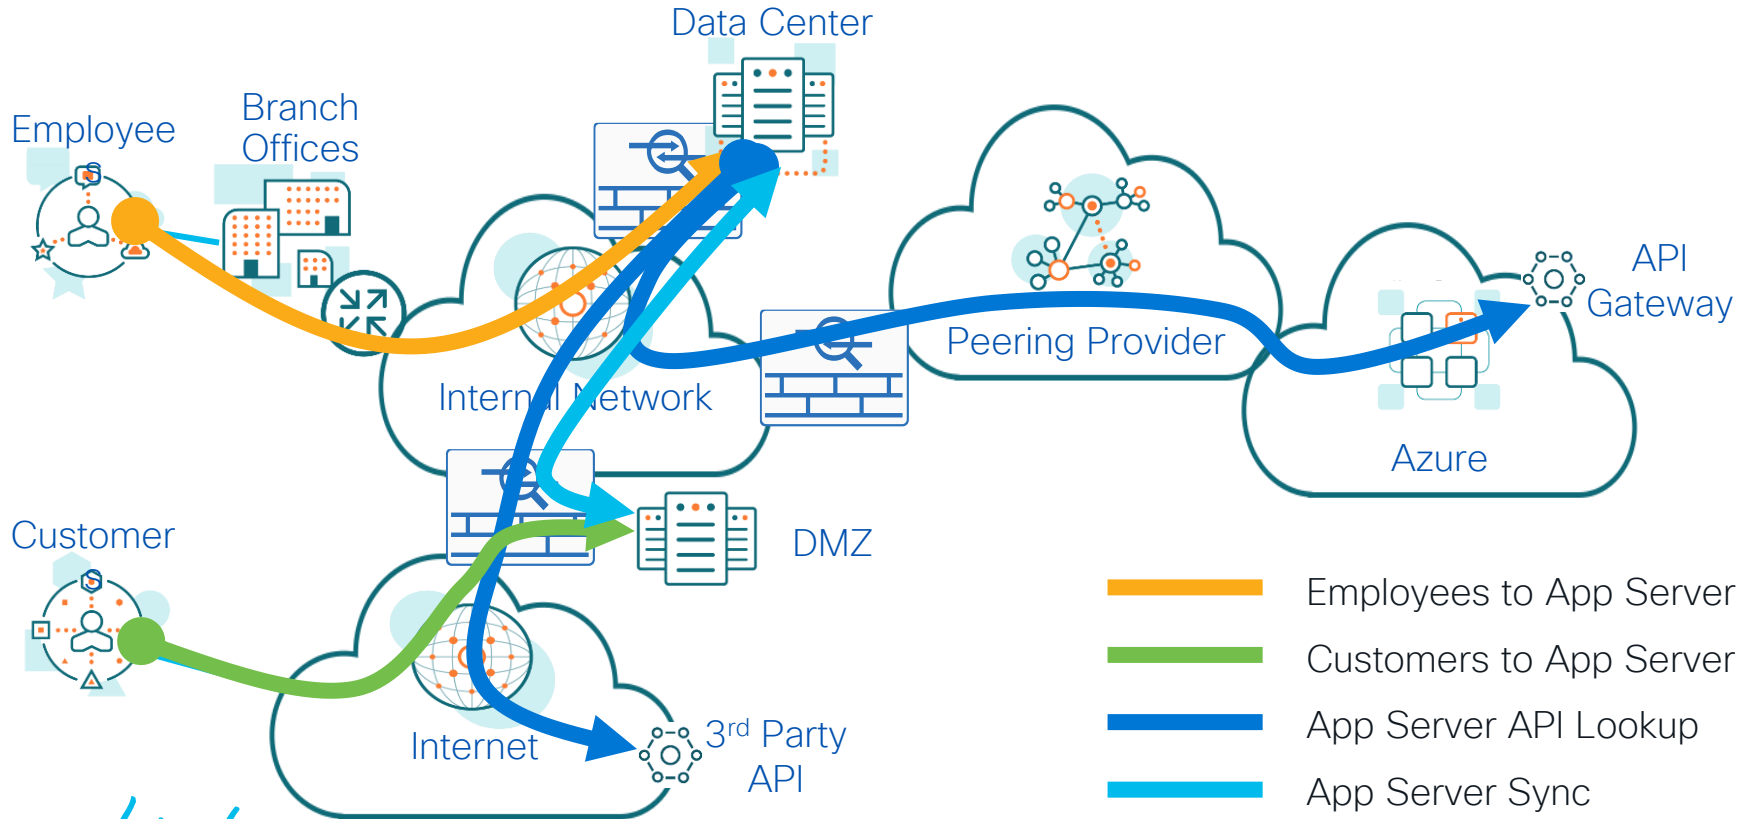 Data Center
Branch
Offices
Employee
API
Gateway
Peering Provider
Internal Network
Azure
Customer
DMZ
Employees to App Server
Customers to App Server
3rd Party
API
Internet
App Server API Lookup
App Server Sync